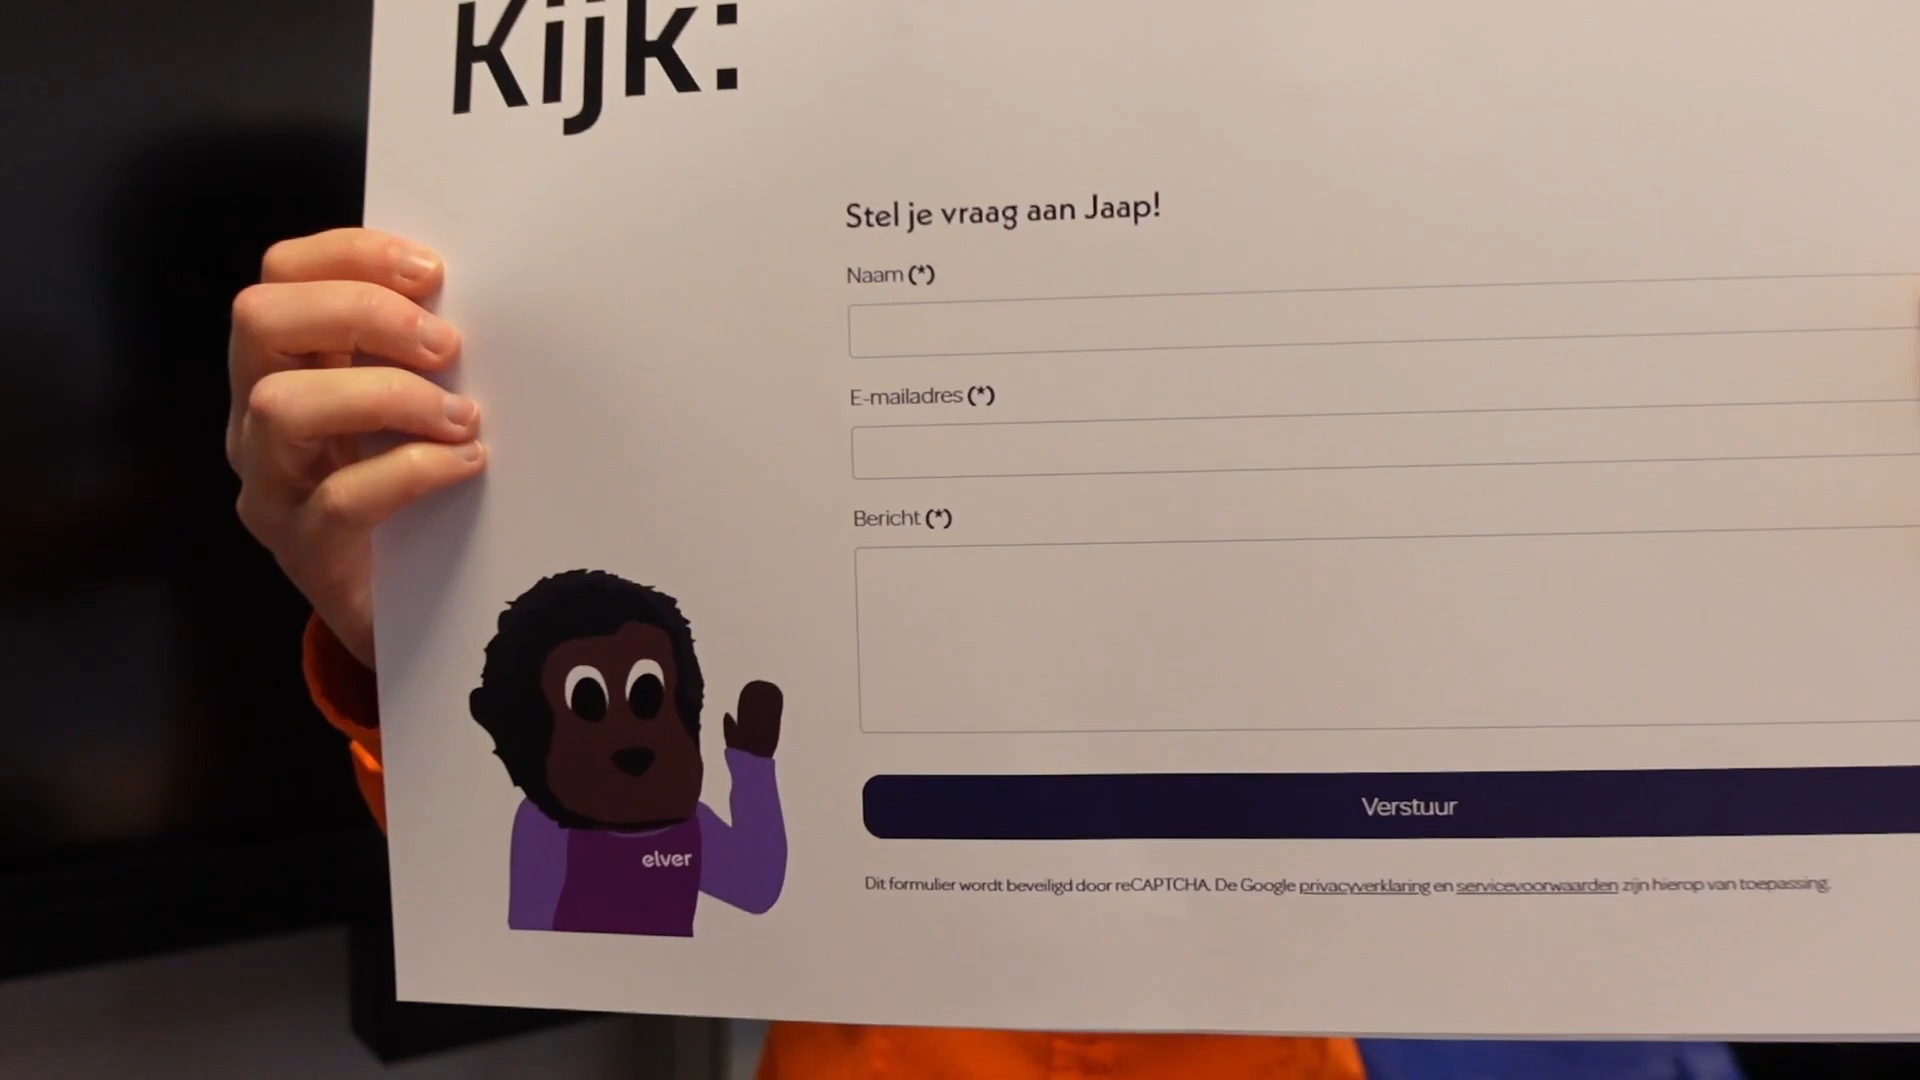 Kijk:
Stel je vraag aan Jaap!
Naam (*)
E-mailadres (*)
Bericht (*)
Verstuur
elver
Dit formulier wordt beveiligd door reCAPTCHA. De Google privacyverklaring en servicevoorwaarden zijn hierop van toepassing.